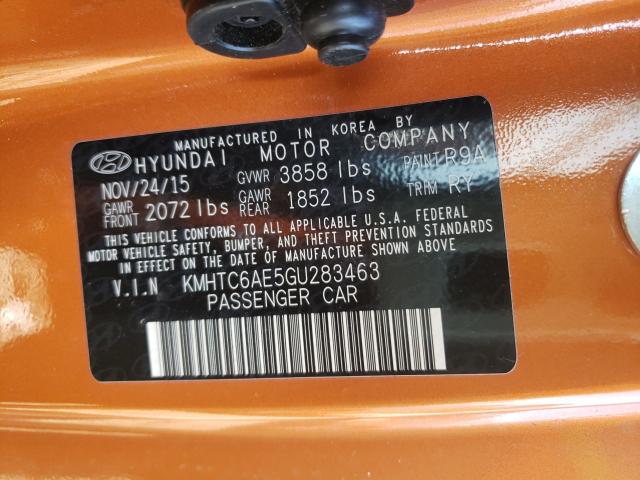 MANUFACTURED IN KOREA BY
HYUNDAI MOTOR COMPANY
NOV/24/15 GVWR 3858 lbs PAINT R9A
GAWR FRONT 2072 lbs GAWR REAR 1852 lbs TRIM RY
THIS VEHICLE CONFORMS TO ALL APPLICABLE U.S.A. FEDERAL
MOTOR VEHICLE SAFETY, BUMPER, AND THEFT PREVENTION STANDARDS
IN EFFECT ON THE DATE OF MANUFACTURE SHOWN ABOVE
V.I.N KMHTC6AE5GU283463
PASSENGER CAR